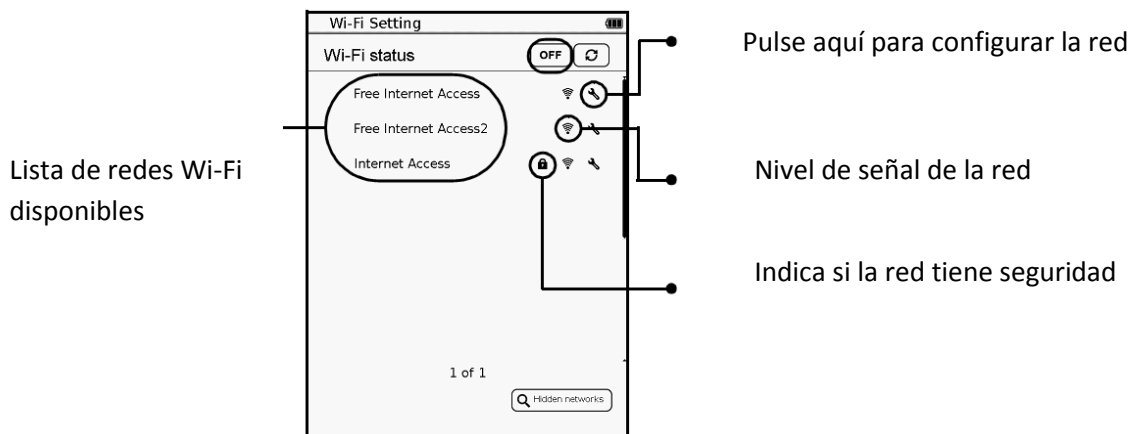 Wi-Fi Setting
Wi-Fi status
OFF
Free Internet Access
Free Internet Access2
Internet Access
1 of 1
Hidden networks
Lista de redes Wi-Fi
disponibles
Pulse aquí para configurar la red
Nivel de señal de la red
Indica si la red tiene seguridad